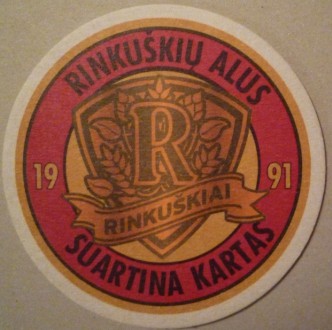 RINKUŠKIŲ ALUS
19 91
R
RINKUŠKIAI
SUARTINA KARTAS